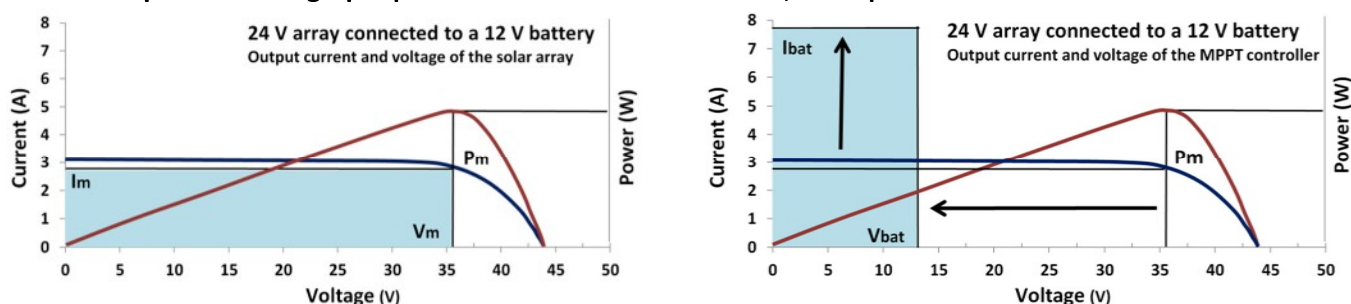 24 V array connected to a 12 V battery
Output current and voltage of the solar array
8
7
6
5
4
3
2
1
0
Current (A)
Im
Vm
Pm
Power (W)
0 5 10 15 20 25 30 35 40 45 50
Voltage (V)
24 V array connected to a 12 V battery
Output current and voltage of the MPPT controller
8
7
6
5
4
3
2
1
0
Current (A)
Ibat
Vbat
Pm
Power (W)
0 5 10 15 20 25 30 35 40 45 50
Voltage (V)